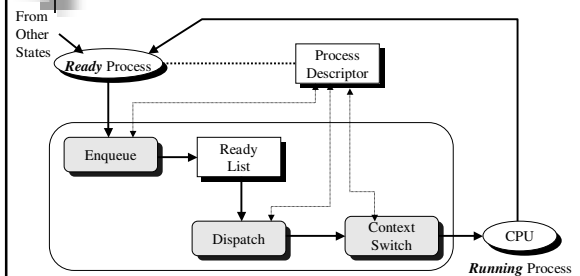 From
Other
States
Ready Process
Process
Descriptor
Enqueue
Ready
List
Dispatch
Context
Switch
CPU
Running Process